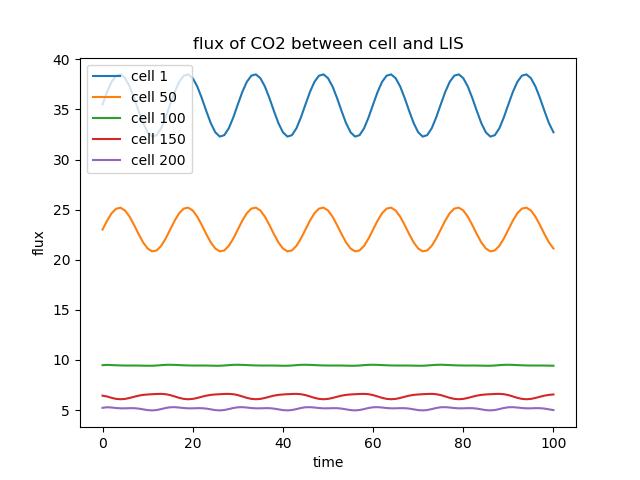 flux of CO2 between cell and LIS
40
35
30
25
20
15
10
5
flux
cell 1
cell 50
cell 100
cell 150
cell 200
0 20 40 60 80 100
time